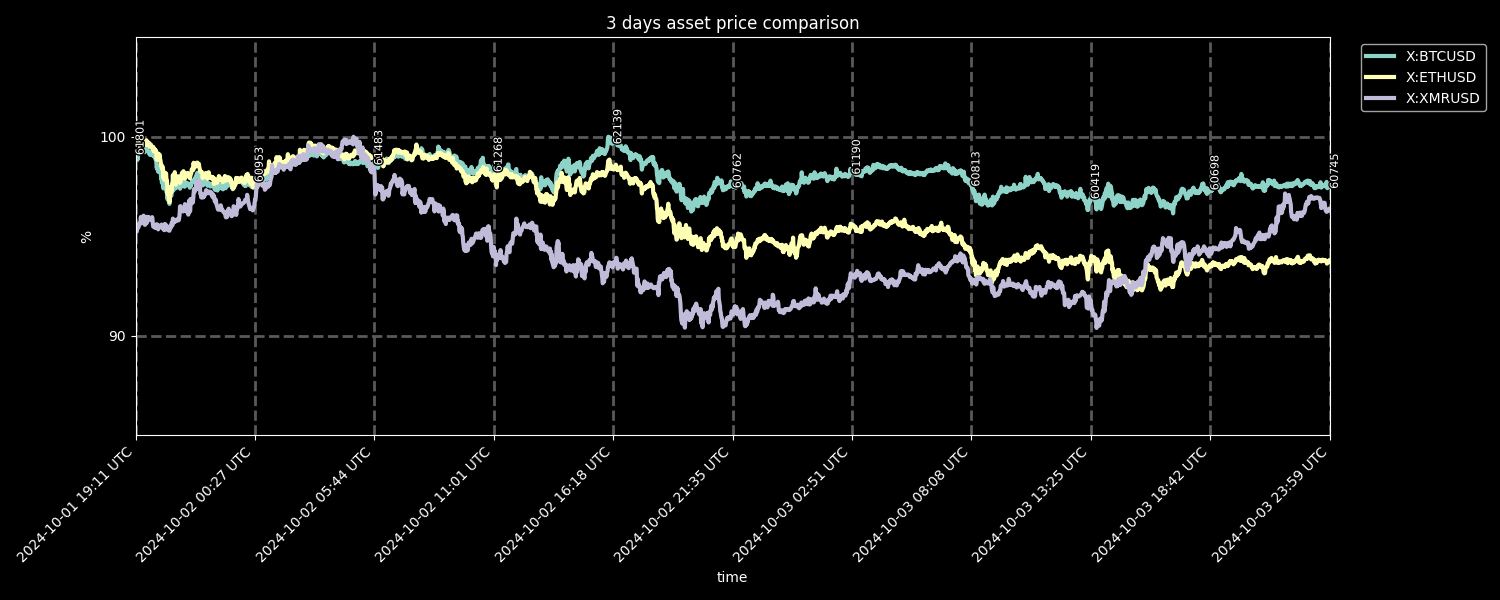 3 days asset price comparison
X:BTCUSD
X:ETHUSD
X:XMRUSD
%
100
90
61801
60953
61483
61268
62139
60762
61190
60813
60419
60698
60745
2024-10-01 19:11 UTC
2024-10-02 00:27 UTC
2024-10-02 05:44 UTC
2024-10-02 11:01 UTC
2024-10-02 16:18 UTC
2024-10-02 21:35 UTC
2024-10-03 02:51 UTC
2024-10-03 08:08 UTC
2024-10-03 13:25 UTC
2024-10-03 18:42 UTC
2024-10-03 23:59 UTC
time